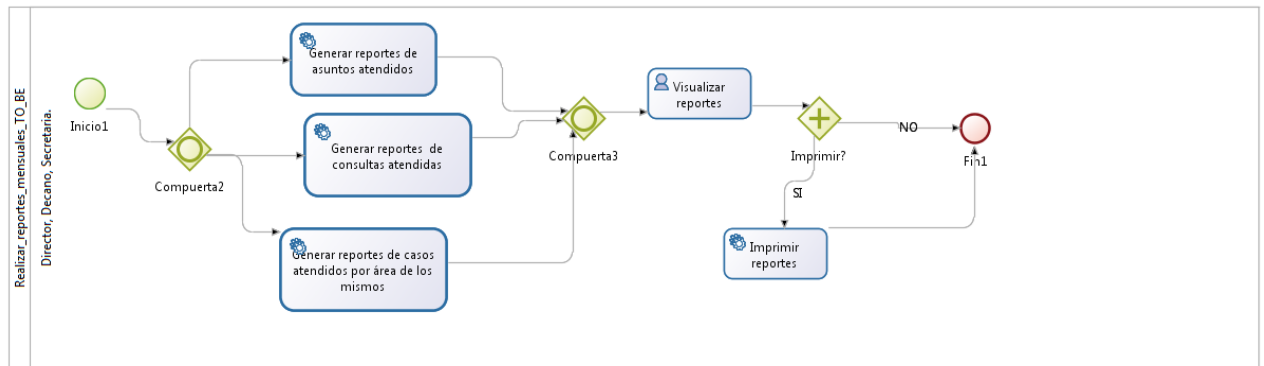 Realizar_reportes_mensuales_TO_BE
Director, Decano, Secretaria.
Inicio1
Compuerta2
Generar reportes de
asuntos atendidos
Generar reportes de
consultas atendidas
Generar reportes de casos
atendidos por área de los
mismos
Compuerta3
Visualizar
reportes
Imprimir?
NO
SI
Fin1
Imprimir
reportes